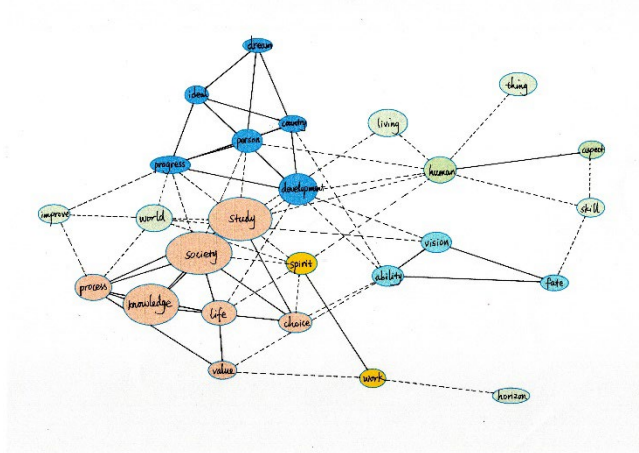 dream
ideal
thing
country
living
person
aspect
progress
human
development
improve
world
study
skill
vision
society
spirit
ability
process
fate
knowledge
life
choice
value
work
horizon